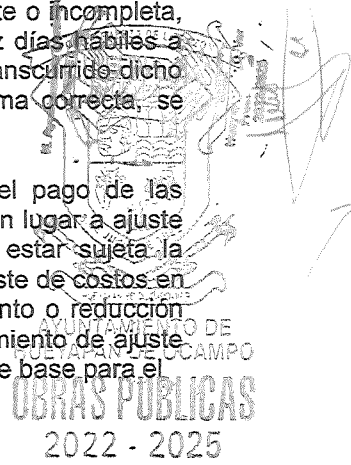 te o incompleta,
z días hábiles a
anscurrido dicho
ma correcta, se
el pago de las
n lugar a ajuste
estar sujeta la
ste de costos en
nto o reducción
miento de ajuste
e base para el
AYUNTAMIENTO DE
HUEYAPAN DE OCAMPO
OBRAS PUBLICAS
2022 - 2025